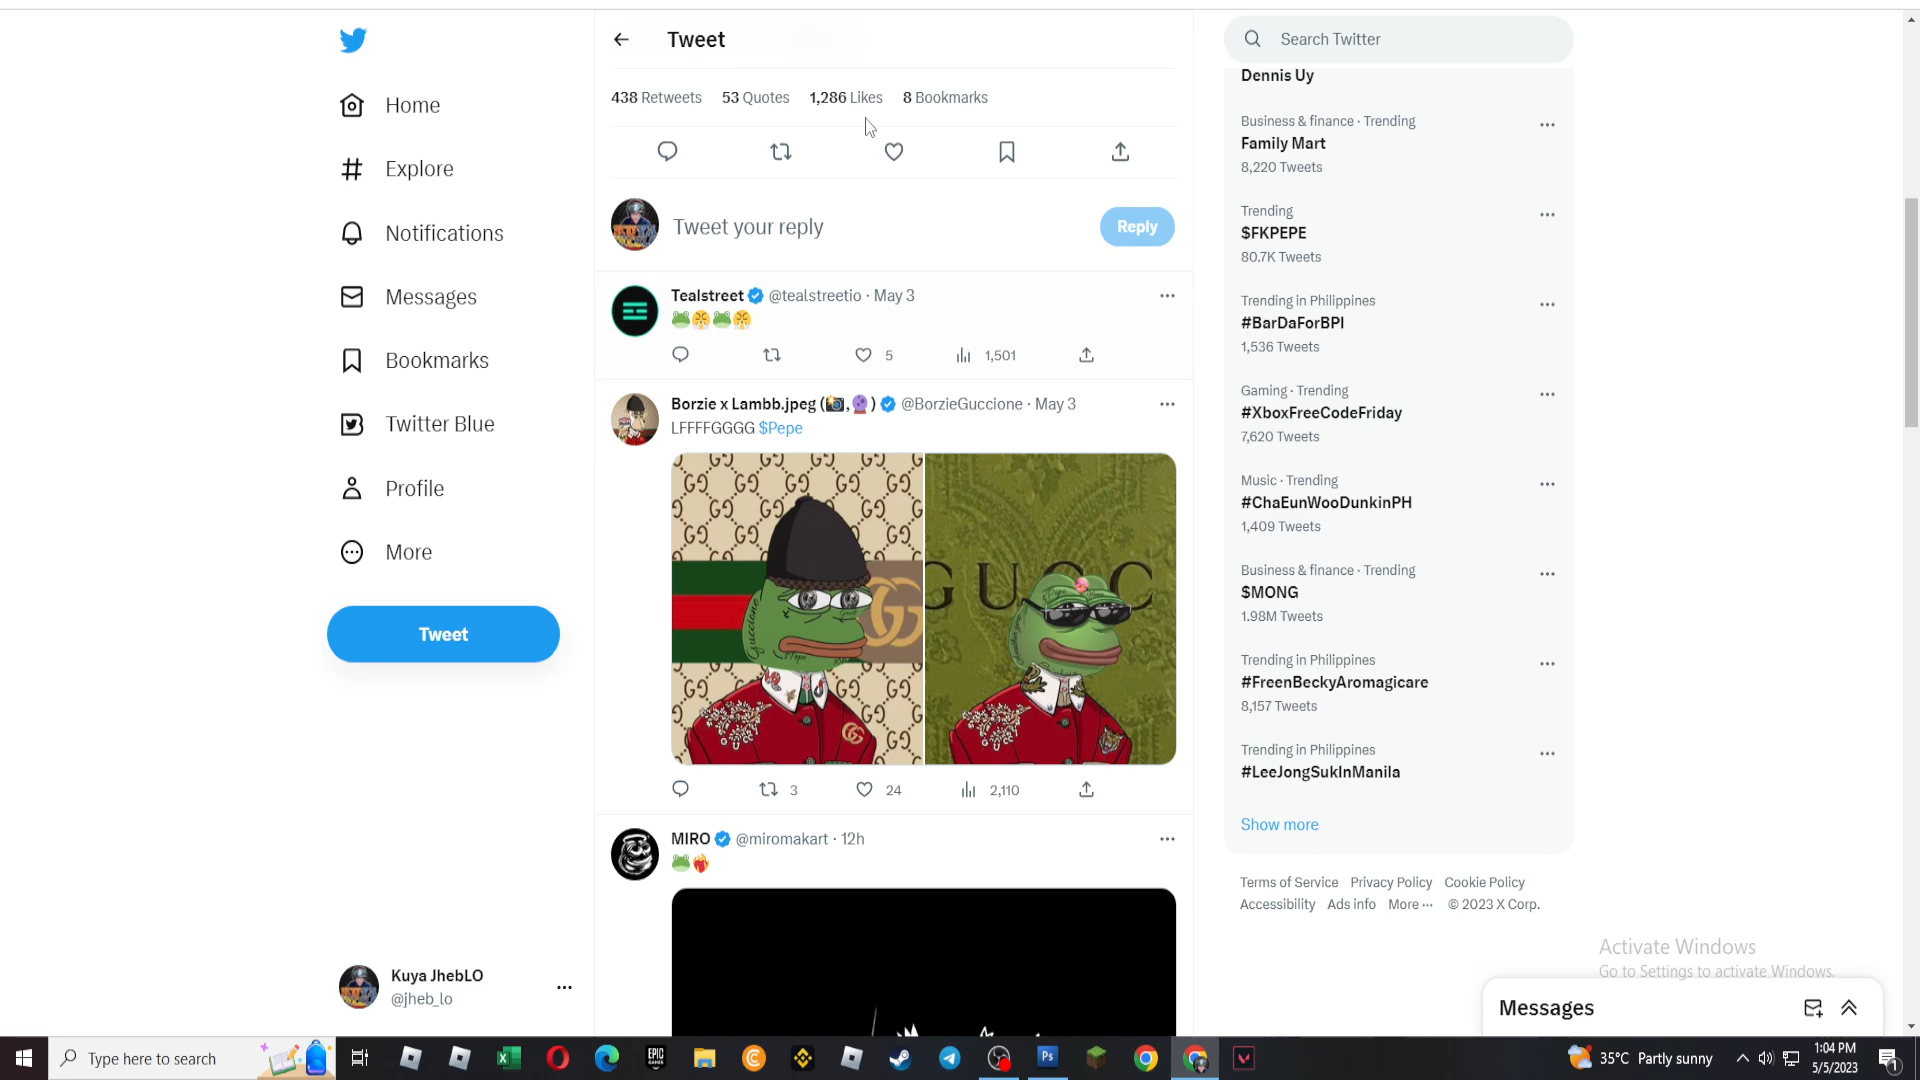 Tweet
438 Retweets 53 Quotes 1,286 Likes 8 Bookmarks
Tweet your reply
Reply
Home
Explore
Notifications
Messages
Bookmarks
Twitter Blue
Profile
More
Tweet
Kuya JhebLO
@jheb_lo
Tealstreet @tealstreetio · May 3
🐸😤🐸😤
5 1,501
Borzie x Lambb.jpeg (📸,🔮) @BorzieGuccione · May 3
LFFFFGGGG $Pepe
GUCC
3 24 2,110
MIRO @miromakart · 12h
🐸❤️‍🔥
Search Twitter
Dennis Uy
Business & finance · Trending
Family Mart
8,220 Tweets
Trending
$FKPEPE
80.7K Tweets
Trending in Philippines
#BarDaForBPI
1,536 Tweets
Gaming · Trending
#XboxFreeCodeFriday
7,620 Tweets
Music · Trending
#ChaEunWooDunkinPH
1,409 Tweets
Business & finance · Trending
$MONG
1.98M Tweets
Trending in Philippines
#FreenBeckyAromagicare
8,157 Tweets
Trending in Philippines
#LeeJongSukInManila
Show more
Terms of Service Privacy Policy Cookie Policy
Accessibility Ads info More ··· © 2023 X Corp.
Activate Windows
Go to Settings to activate Windows.
Messages
Type here to search
EPIC GAMES
Ps
35°C Partly sunny
1:04 PM
5/5/2023
1